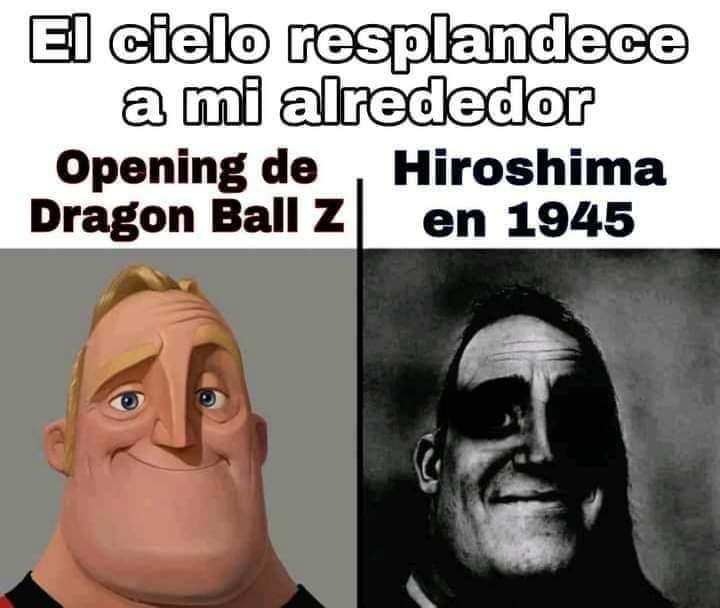 El cielo resplandece
a mi alrededor
Opening de
Dragon Ball Z
Hiroshima
en 1945